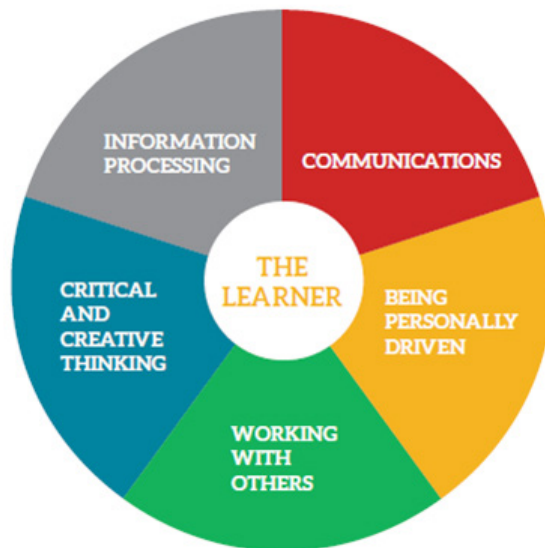 INFORMATION
PROCESSING
COMMUNICATIONS
THE
LEARNER
CRITICAL
AND
CREATIVE
THINKING
BEING
PERSONALLY
DRIVEN
WORKING
WITH
OTHERS